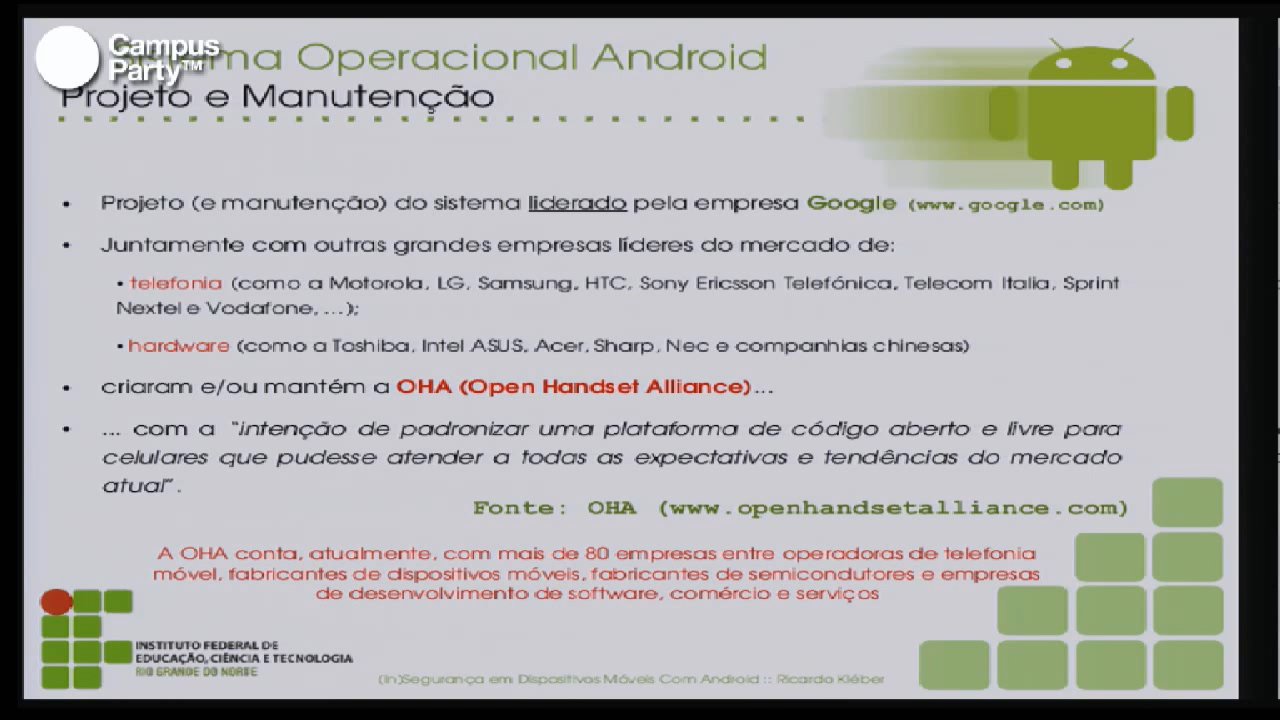 Campus
Party™
ma Operacional Android
Projeto e Manutenção
• Projeto (e manutenção) do sistema liderado pela empresa Google (www.google.com)
• Juntamente com outras grandes empresas líderes do mercado de:
• telefonia (como a Motorola, LG, Samsung, HTC, Sony Ericsson Telefónica, Telecom Italia, Sprint
Nextel e Vodafone, ...);
• hardware (como a Toshiba, Intel ASUS, Acer, Sharp, Nec e companhias chinesas)
• criaram e/ou mantém a OHA (Open Handset Alliance)...
• ... com a "intenção de padronizar uma plataforma de código aberto e livre para
celulares que pudesse atender a todas as expectativas e tendências do mercado
atual".
Fonte: OHA (www.openhandsetalliance.com)
A OHA conta, atualmente, com mais de 80 empresas entre operadoras de telefonia
móvel, fabricantes de dispositivos móveis, fabricantes de semicondutores e empresas
de desenvolvimento de software, comércio e serviços
INSTITUTO FEDERAL DE
EDUCAÇÃO, CIÊNCIA E TECNOLOGIA
RIO GRANDE DO NORTE
(In)Segurança em Dispositivos Móveis Com Android :: Ricardo Kléber